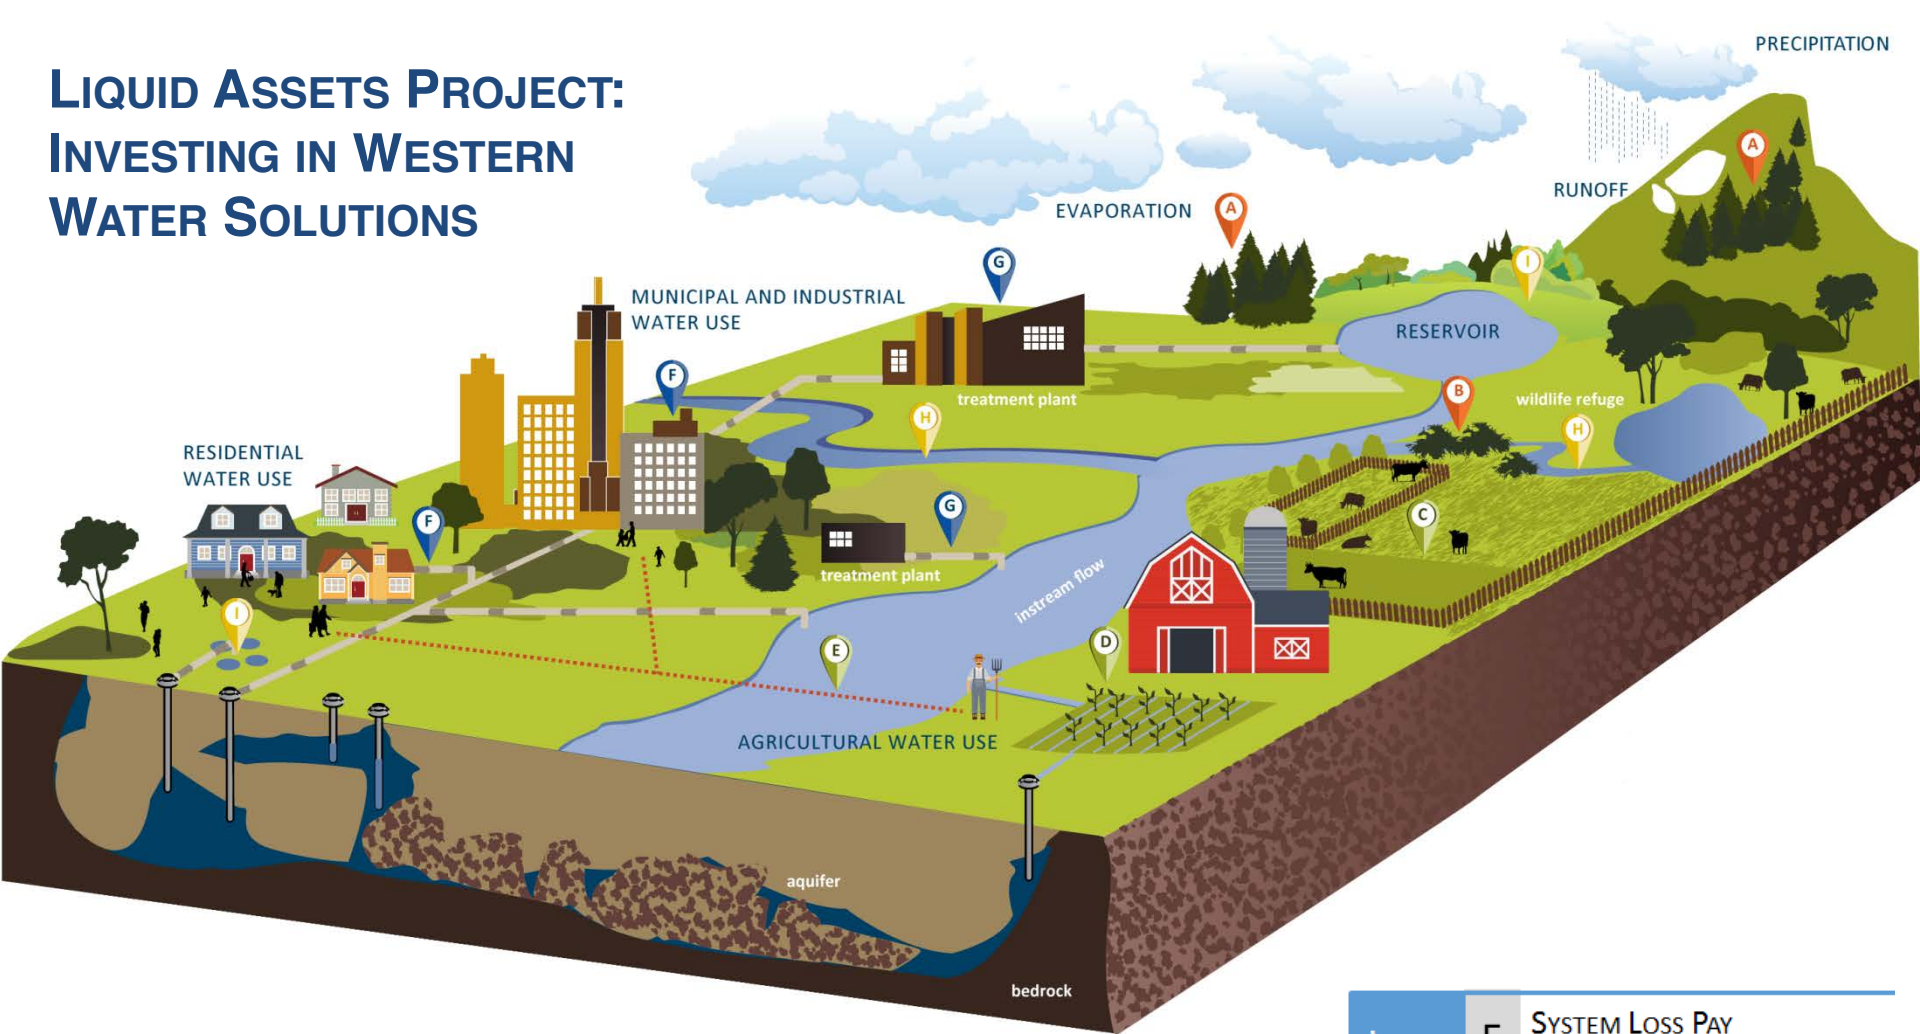 LIQUID ASSETS PROJECT:
INVESTING IN WESTERN
WATER SOLUTIONS
PRECIPITATION
A
RUNOFF
EVAPORATION
A
G
I
MUNICIPAL AND INDUSTRIAL
WATER USE
RESERVOIR
F
B
treatment plant
wildlife refuge
H
H
RESIDENTIAL
WATER USE
G
C
F
treatment plant
instream flow
I
E
D
AGRICULTURAL WATER USE
aquifer
bedrock
SYSTEM LOSS PAY